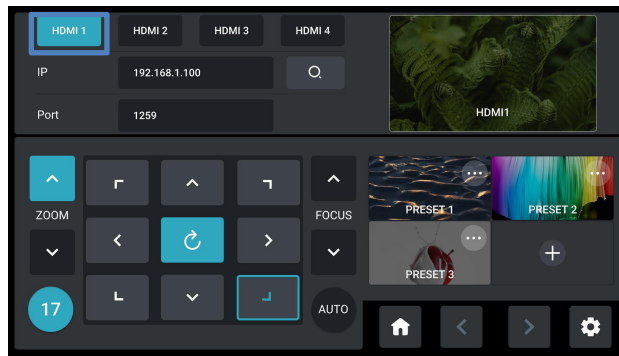 HDMI 1 HDMI 2 HDMI 3 HDMI 4
IP 192.168.1.100
Port 1259
HDMI1
ZOOM
FOCUS
17
AUTO
PRESET 1 PRESET 2
PRESET 3